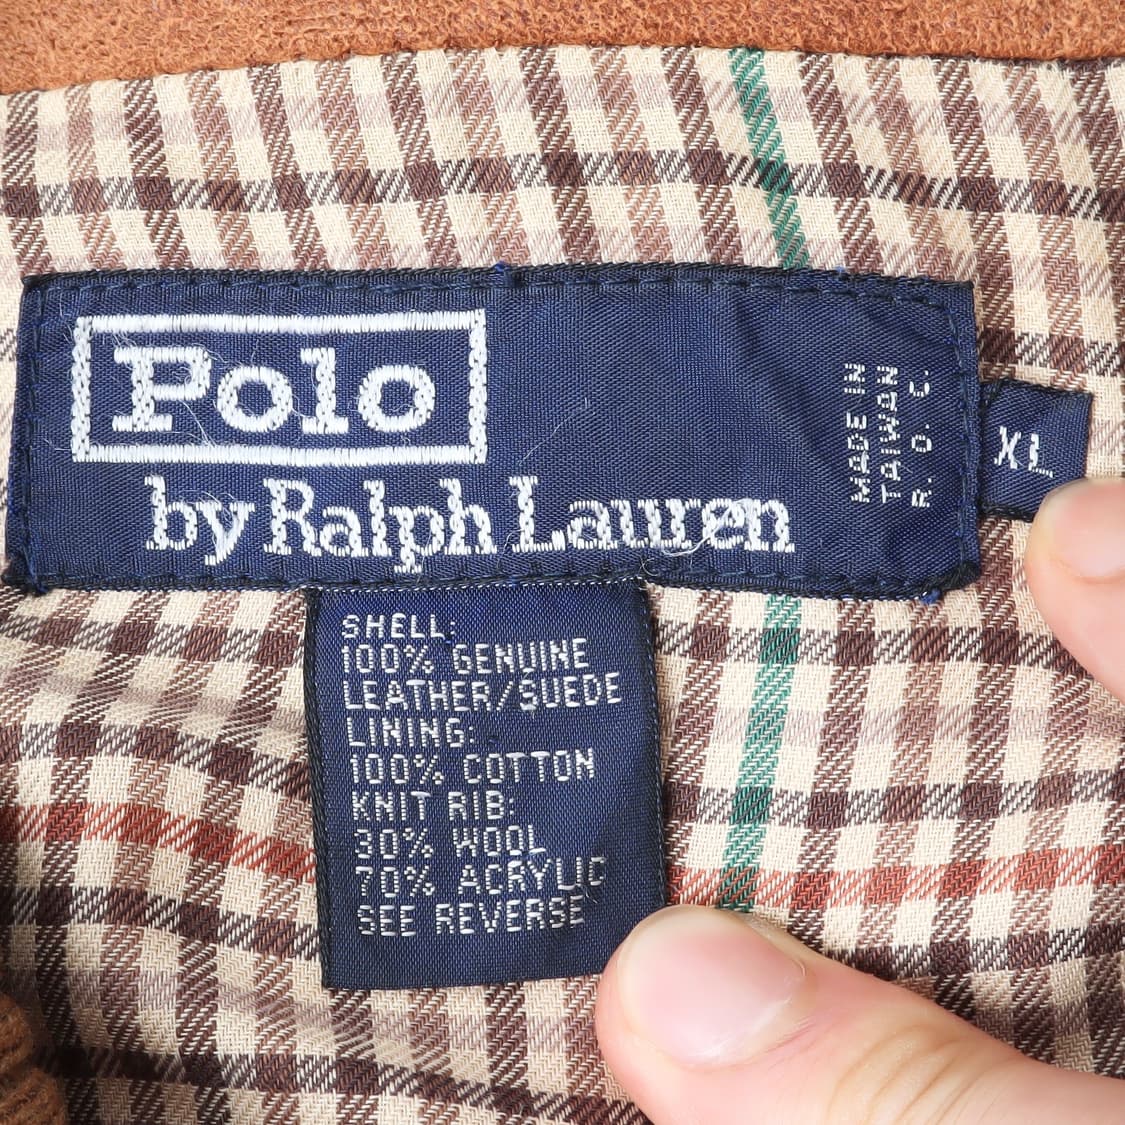 Polo
by Ralph Lauren
MADE IN
TAIWAN
R. O. C.
XL
SHELL:
100% GENUINE
LEATHER/SUEDE
LINING:
100% COTTON
KNIT RIB:
30% WOOL
70% ACRYLIC
SEE REVERSE